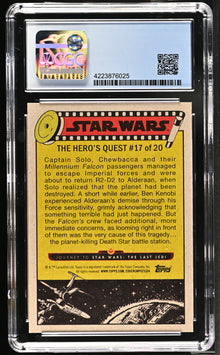 CGC
4223876025
STAR WARS
THE HERO'S QUEST #17 of 20
Captain Solo, Chewbacca and their
Millennium Falcon passengers managed
to escape Imperial forces and were
about to return R2-D2 to Alderaan, when
Solo realized that the planet had been
destroyed. A short while earlier, Ben Kenobi
experienced Alderaan's demise through his
Force sensitivity, grimly acknowledging that
something terrible had just happened. But
the Falcon's crew faced additional, more
immediate concerns, as looming right in front
of them was the very cause of this tragedy...
the planet-killing Death Star battle station.
JOURNEY TO STAR WARS: THE LAST JEDI
Topps